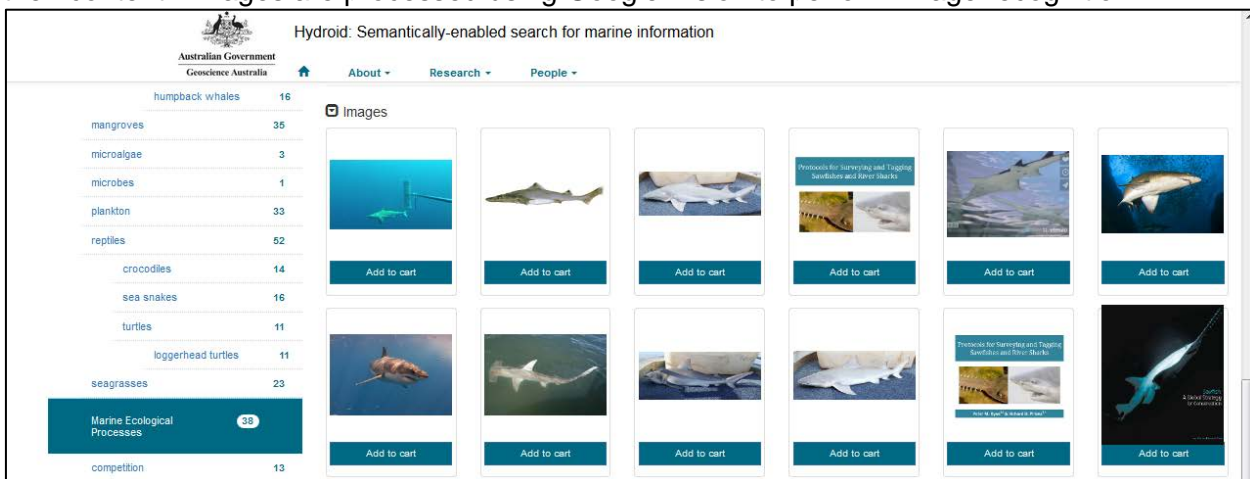 Hydroid: Semantically-enabled search for marine information
Australian Government
Geoscience Australia
About
Research
People
humpback whales 16
mangroves 35
microalgae 3
microbes 1
plankton 33
reptiles 52
crocodiles 14
sea snakes 16
turtles 11
loggerhead turtles 11
seagrasses 23
Marine Ecological 38
Processes
competition 13
Images
Protocols for Surveying and Tagging
Sawfishes and River Sharks
Add to cart Add to cart Add to cart Add to cart Add to cart Add to cart
Protocols for Surveying and Tagging
Sawfishes and River Sharks
Sawfish:
A Global Strategy
for Conservation
Add to cart Add to cart Add to cart Add to cart Add to cart Add to cart